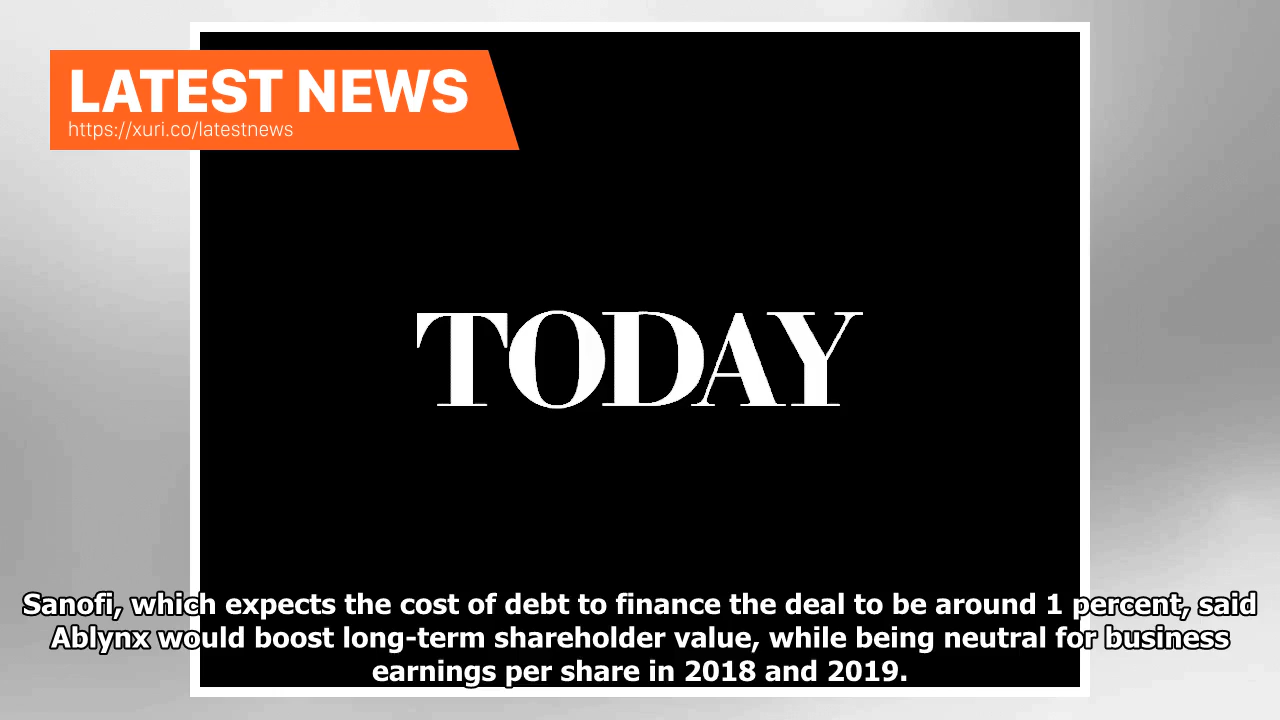 LATEST NEWS
https://xuri.co/latestnews
TODAY
Sanofi, which expects the cost of debt to finance the deal to be around 1 percent, said
Ablynx would boost long-term shareholder value, while being neutral for business
earnings per share in 2018 and 2019.